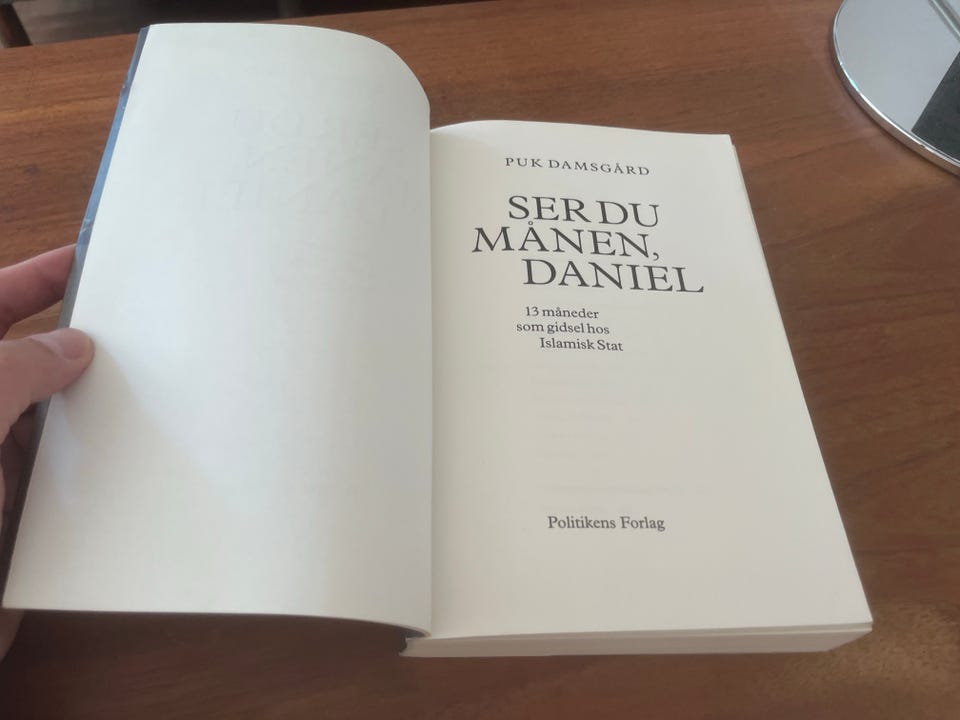 PUK DAMSGÅRD
SER DU
MÅNEN,
DANIEL
13 måneder
som gidsel hos
Islamisk Stat
Politikens Forlag